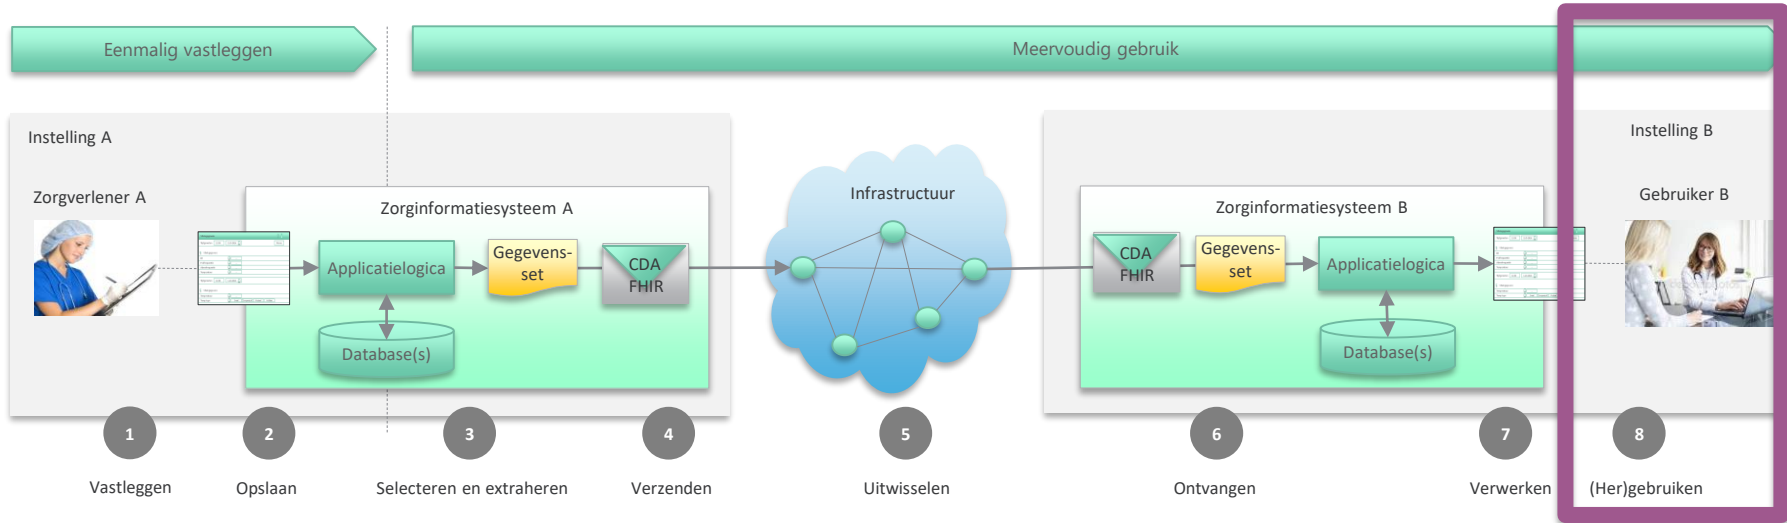 Eenmalig vastleggen
Meervoudig gebruik
Instelling A
Instelling B
Zorgverlener A
Gebruiker B
Zorginformatiesysteem A
Infrastructuur
Zorginformatiesysteem B
Applicatielogica
Gegevens-
set
CDA
FHIR
Database(s)
CDA
FHIR
Gegevens-
set
Applicatielogica
Database(s)
1
2
3
4
5
6
7
8
Vastleggen
Opslaan
Selecteren en extraheren
Verzenden
Uitwisselen
Ontvangen
Verwerken
(Her)gebruiken